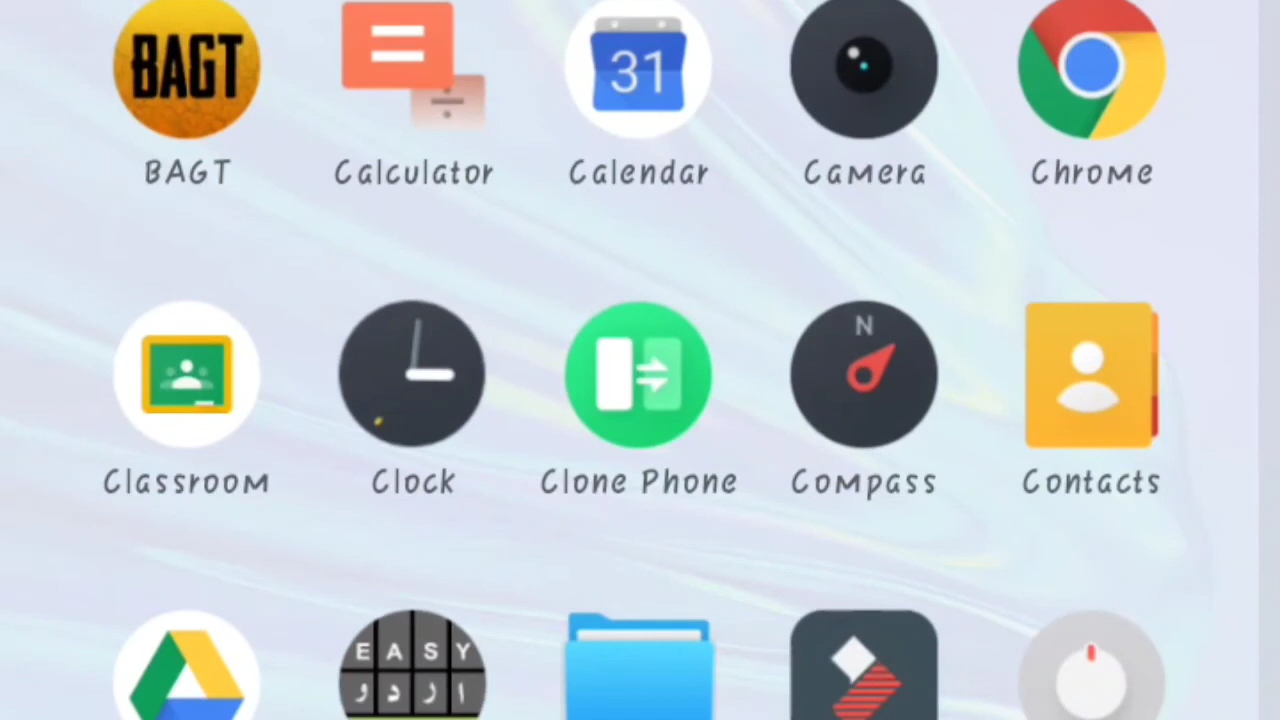 BAGT
31
BAGT Calculator Calendar Camera Chrome
N
Classroom Clock Clone Phone Compass Contacts
E A S Y
ا ر د و